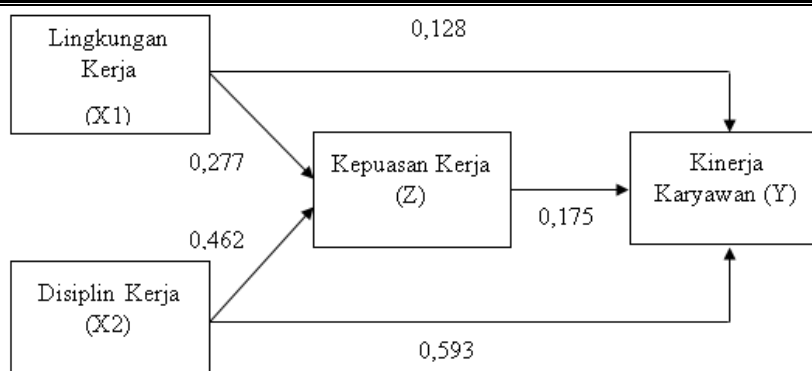 Lingkungan
Kerja
(X1)
0,128
0,277
Kepuasan Kerja
(Z)
0,175
Kinerja
Karyawan (Y)
0,462
Disiplin Kerja
(X2)
0,593